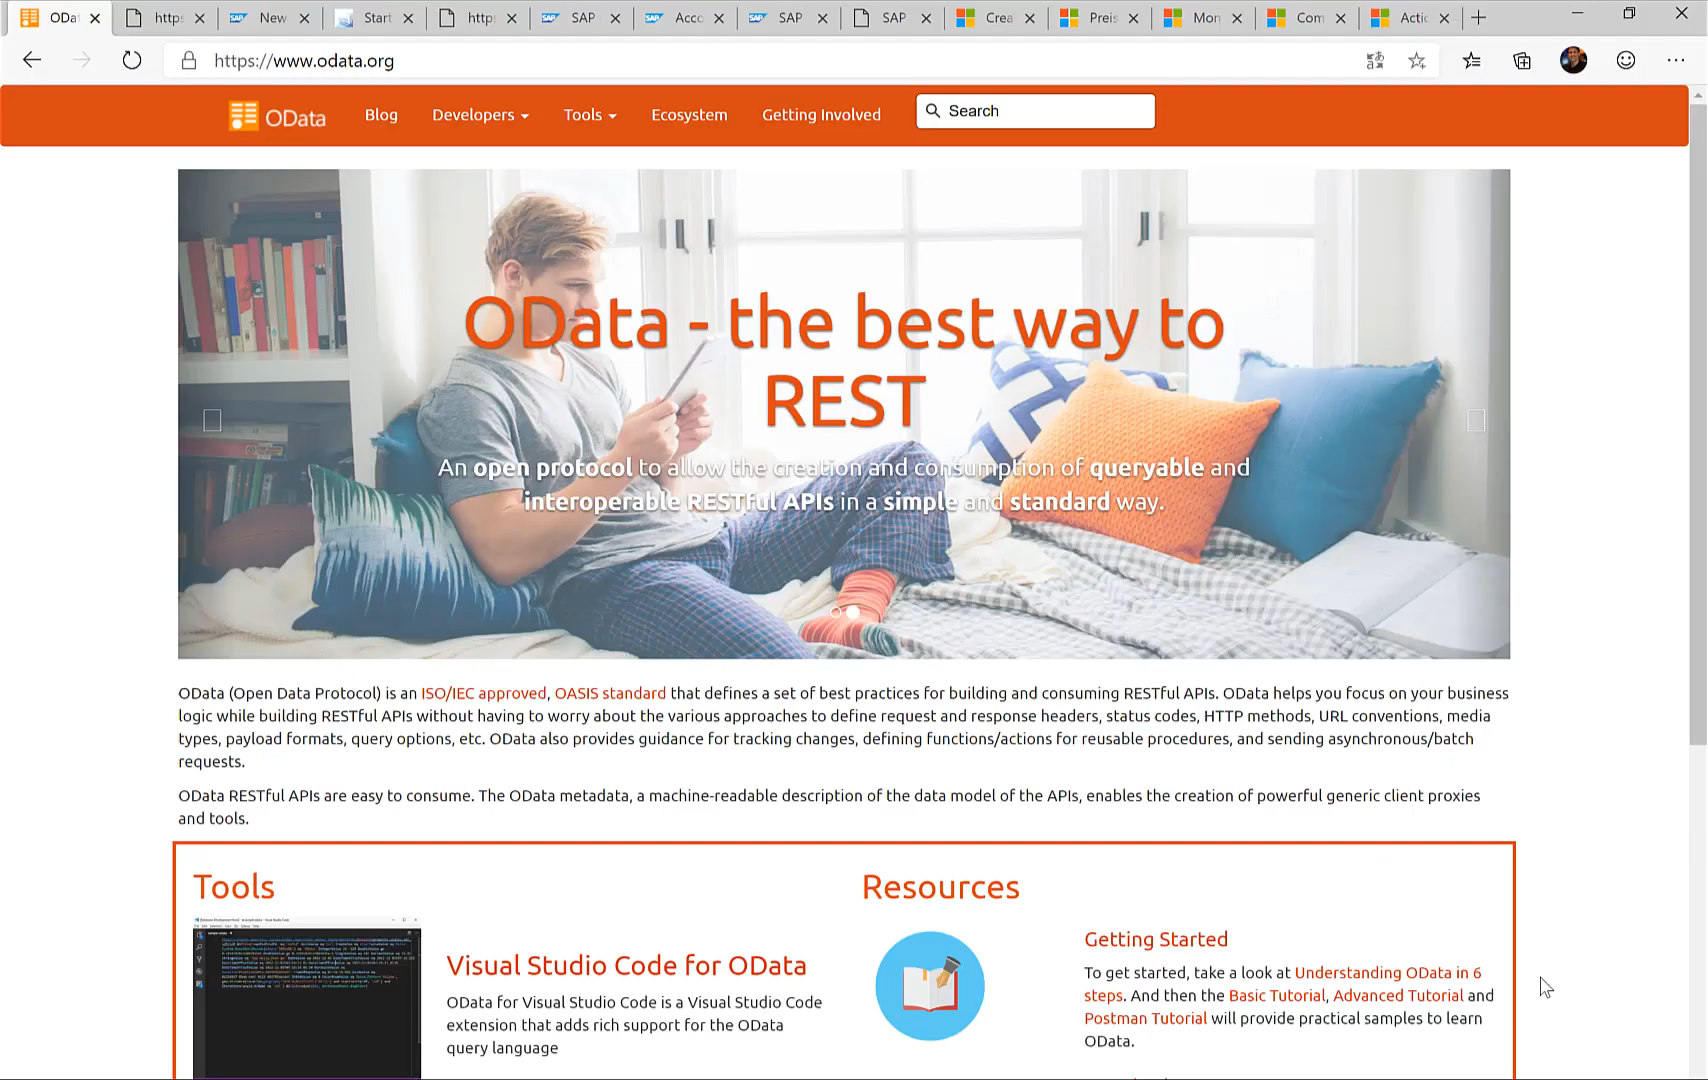 ODat
https
New
Start
http
SAP
Acco
SAP
SAP
Crea
Preis
Mon
Com
Actic
https://www.odata.org
OData
Blog
Developers
Tools
Ecosystem
Getting Involved
Search
OData - the best way to
REST
An open protocol to allow the creation and consumption of queryable and
interoperable RESTful APIs in a simple and standard way.
OData (Open Data Protocol) is an ISO/IEC approved, OASIS standard that defines a set of best practices for building and consuming RESTful APIs. OData helps you focus on your business
logic while building RESTful APIs without having to worry about the various approaches to define request and response headers, status codes, HTTP methods, URL conventions, media
types, payload formats, query options, etc. OData also provides guidance for tracking changes, defining functions/actions for reusable procedures, and sending asynchronous/batch
requests.
OData RESTful APIs are easy to consume. The OData metadata, a machine-readable description of the data model of the APIs, enables the creation of powerful generic client proxies
and tools.
Tools
Visual Studio Code for OData
OData for Visual Studio Code is a Visual Studio Code
extension that adds rich support for the OData
query language
Resources
Getting Started
To get started, take a look at Understanding OData in 6
steps. And then the Basic Tutorial, Advanced Tutorial and
Postman Tutorial will provide practical samples to learn
OData.